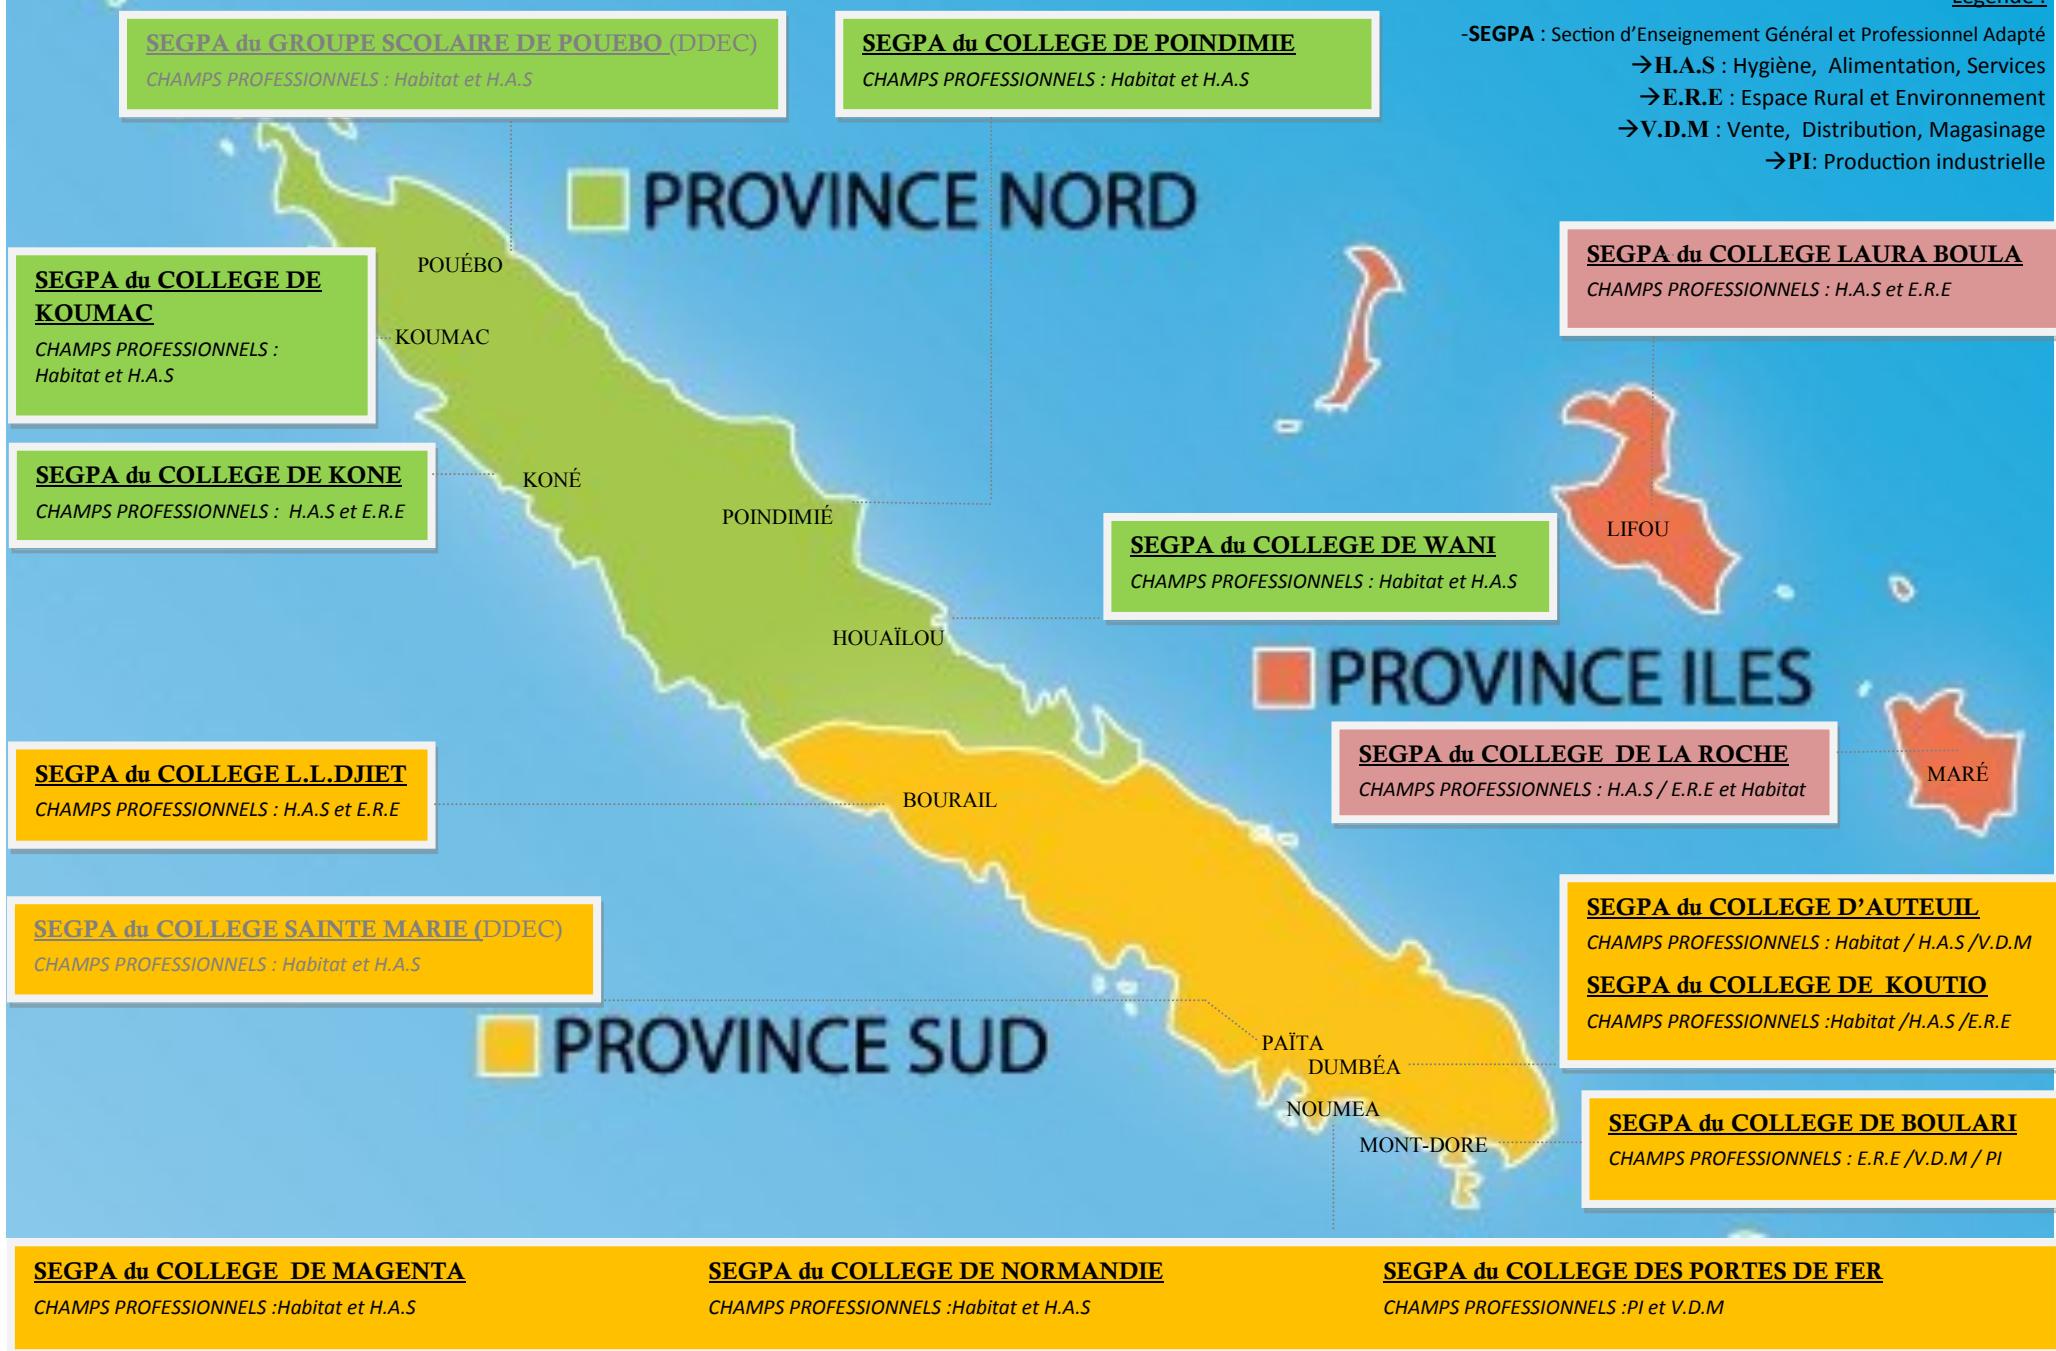 Légende :
-SEGPA : Section d’Enseignement Général et Professionnel Adapté
→H.A.S : Hygiène, Alimentation, Services
→E.R.E : Espace Rural et Environnement
→V.D.M : Vente, Distribution, Magasinage
→PI: Production industrielle
SEGPA du GROUPE SCOLAIRE DE POUEBO (DDEC)
CHAMPS PROFESSIONNELS : Habitat et H.A.S
SEGPA du COLLEGE DE POINDIMIE
CHAMPS PROFESSIONNELS : Habitat et H.A.S
PROVINCE NORD
SEGPA du COLLEGE LAURA BOULA
CHAMPS PROFESSIONNELS : H.A.S et E.R.E
SEGPA du COLLEGE DE
KOUMAC
CHAMPS PROFESSIONNELS :
Habitat et H.A.S
POUÉBO
KOUMAC
SEGPA du COLLEGE DE KONE
CHAMPS PROFESSIONNELS : H.A.S et E.R.E
KONÉ
POINDIMIÉ
LIFOU
SEGPA du COLLEGE DE WANI
CHAMPS PROFESSIONNELS : Habitat et H.A.S
HOUAÏLOU
PROVINCE ILES
SEGPA du COLLEGE DE LA ROCHE
CHAMPS PROFESSIONNELS : H.A.S / E.R.E et Habitat
MARÉ
SEGPA du COLLEGE L.L.DJIET
CHAMPS PROFESSIONNELS : H.A.S et E.R.E
BOURAIL
SEGPA du COLLEGE SAINTE MARIE (DDEC)
CHAMPS PROFESSIONNELS : Habitat et H.A.S
SEGPA du COLLEGE D’AUTEUIL
CHAMPS PROFESSIONNELS : Habitat / H.A.S /V.D.M
SEGPA du COLLEGE DE KOUTIO
CHAMPS PROFESSIONNELS :Habitat /H.A.S /E.R.E
PROVINCE SUD
PAÏTA
DUMBÉA
NOUMEA
MONT-DORE
SEGPA du COLLEGE DE BOULARI
CHAMPS PROFESSIONNELS : E.R.E /V.D.M / PI
SEGPA du COLLEGE DE MAGENTA
CHAMPS PROFESSIONNELS :Habitat et H.A.S
SEGPA du COLLEGE DE NORMANDIE
CHAMPS PROFESSIONNELS :Habitat et H.A.S
SEGPA du COLLEGE DES PORTES DE FER
CHAMPS PROFESSIONNELS :PI et V.D.M